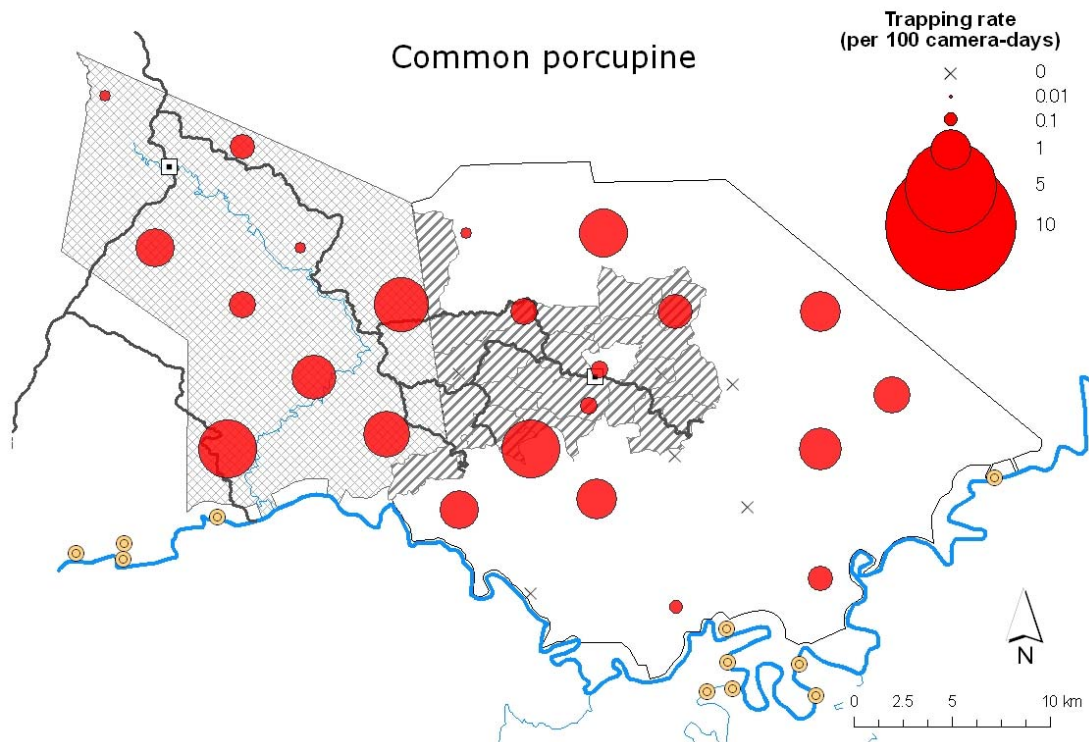 Common porcupine
Trapping rate
(per 100 camera-days)
0
0.01
0.1
1
5
10
N
0 2.5 5 10 km